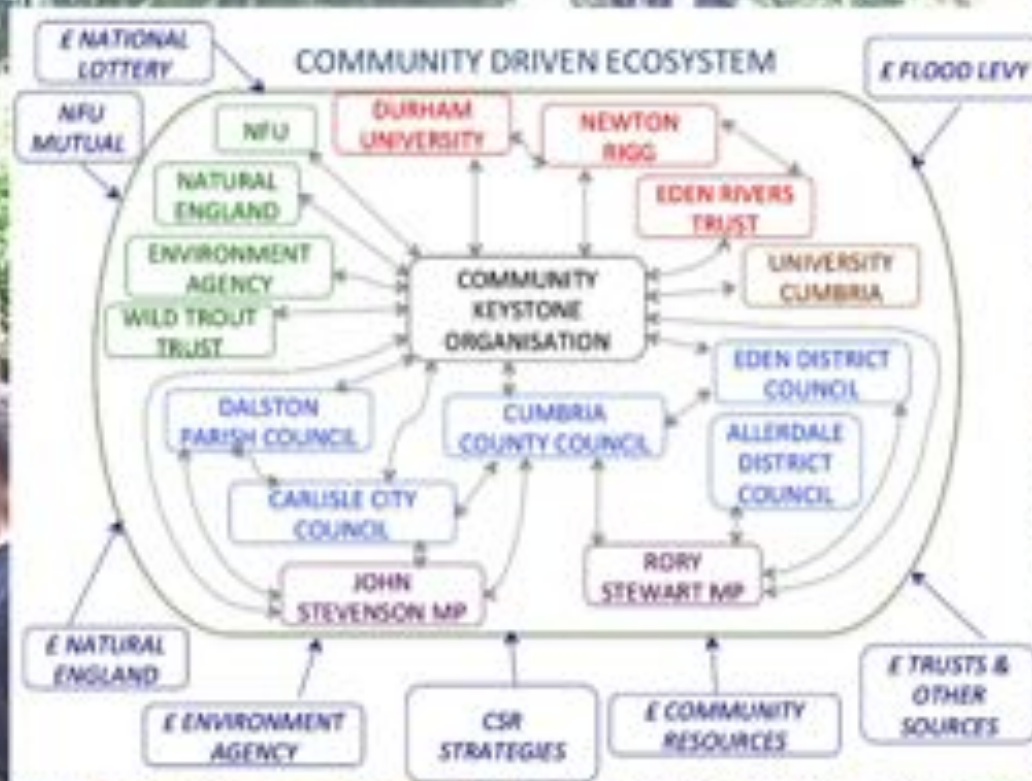 £ NATIONAL
LOTTERY
COMMUNITY DRIVEN ECOSYSTEM
£ FLOOD LEVY
NFU
MUTUAL
NFU
DURHAM
UNIVERSITY
NEWTON
RIGG
NATURAL
ENGLAND
EDEN RIVERS
TRUST
ENVIRONMENT
AGENCY
COMMUNITY
KEYSTONE
ORGANISATION
UNIVERSITY
CUMBRIA
WILD TROUT
TRUST
EDEN DISTRICT
COUNCIL
DALSTON
PARISH COUNCIL
CUMBRIA
COUNTY COUNCIL
ALLERDALE
DISTRICT
COUNCIL
CARLISLE CITY
COUNCIL
JOHN
STEVENSON MP
RORY
STEWART MP
£ NATURAL
ENGLAND
£ ENVIRONMENT
AGENCY
CSR
STRATEGIES
£ COMMUNITY
RESOURCES
£ TRUSTS &
OTHER
SOURCES